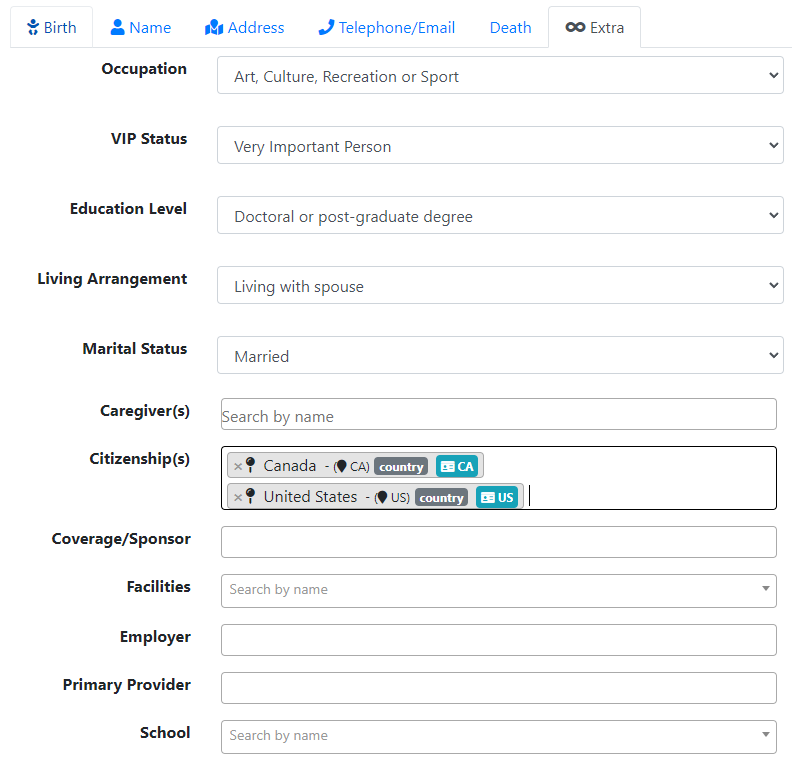 Birth Name Address Telephone/Email Death Extra
Occupation Art, Culture, Recreation or Sport
VIP Status Very Important Person
Education Level Doctoral or post-graduate degree
Living Arrangement Living with spouse
Marital Status Married
Caregiver(s) Search by name
Citizenship(s) × Canada - ( CA) country CA
× United States - ( US) country US
Coverage/Sponsor
Facilities Search by name
Employer
Primary Provider
School Search by name